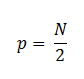 p = N/2